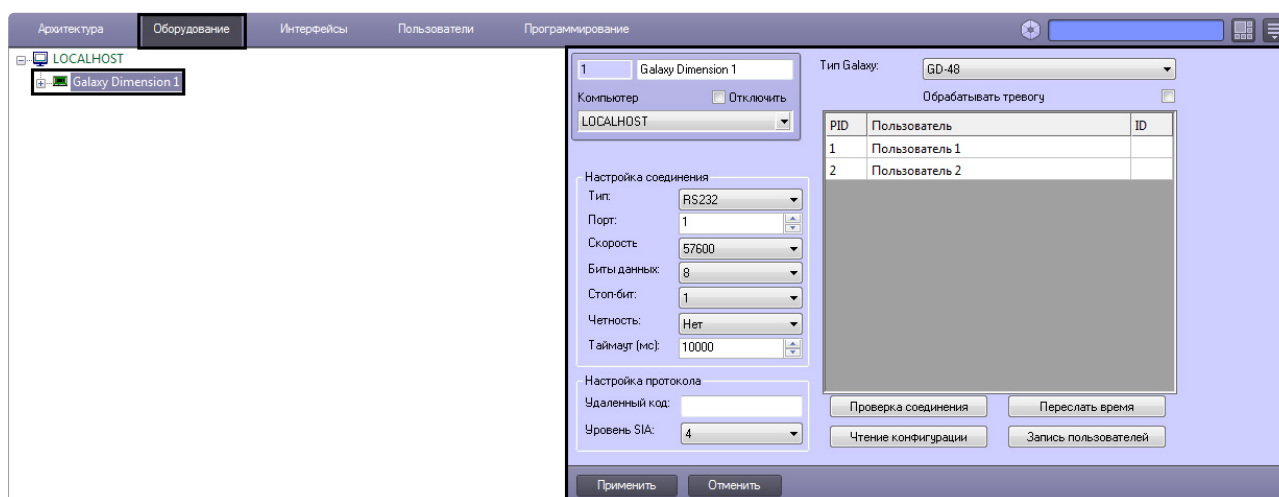 Архитектура Оборудование Интерфейсы Пользователи Программирование
LOCALHOST
Galaxy Dimension 1
1 Galaxy Dimension 1
Компьютер Отключить
LOCALHOST
Настройка соединения
Тип: RS232
Порт: 1
Скорость 57600
Биты данных: 8
Стоп-бит: 1
Четность: Нет
Таймаут (мс): 10000
Настройка протокола
Удаленный код:
Уровень SIA: 4
Тип Galaxy: GD-48
Обрабатывать тревогу
PID Пользователь ID
1 Пользователь 1
2 Пользователь 2
Проверка соединения Переслать время
Чтение конфигурации Запись пользователей
Применить Отменить